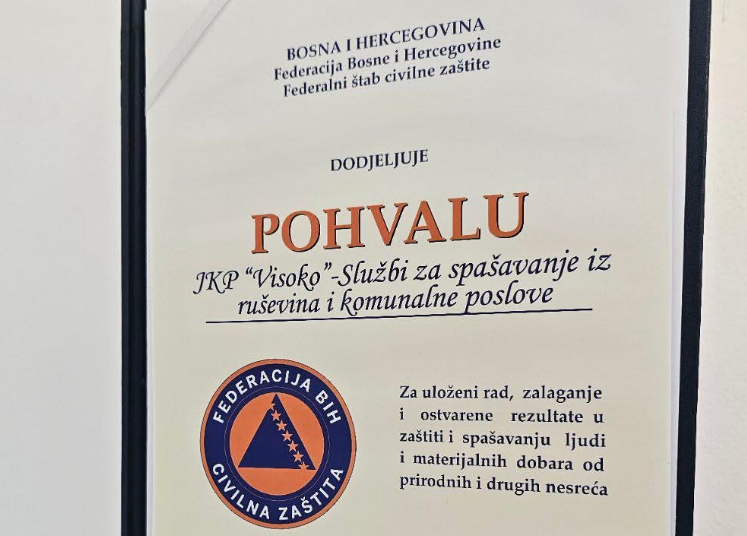 BOSNA I HERCEGOVINA
Federacija Bosne i Hercegovine
Federalni štab civilne zaštite
DODJELJUJE
POHVALU
JKP “Visoko”-Službi za spašavanje iz
ruševina i komunalne poslove
FEDERACIJA BIH
CIVILNA ZAŠTITA
Za uloženi rad, zalaganje
i ostvarene rezultate u
zaštiti i spašavanju ljudi
i materijalnih dobara od
prirodnih i drugih nesreća